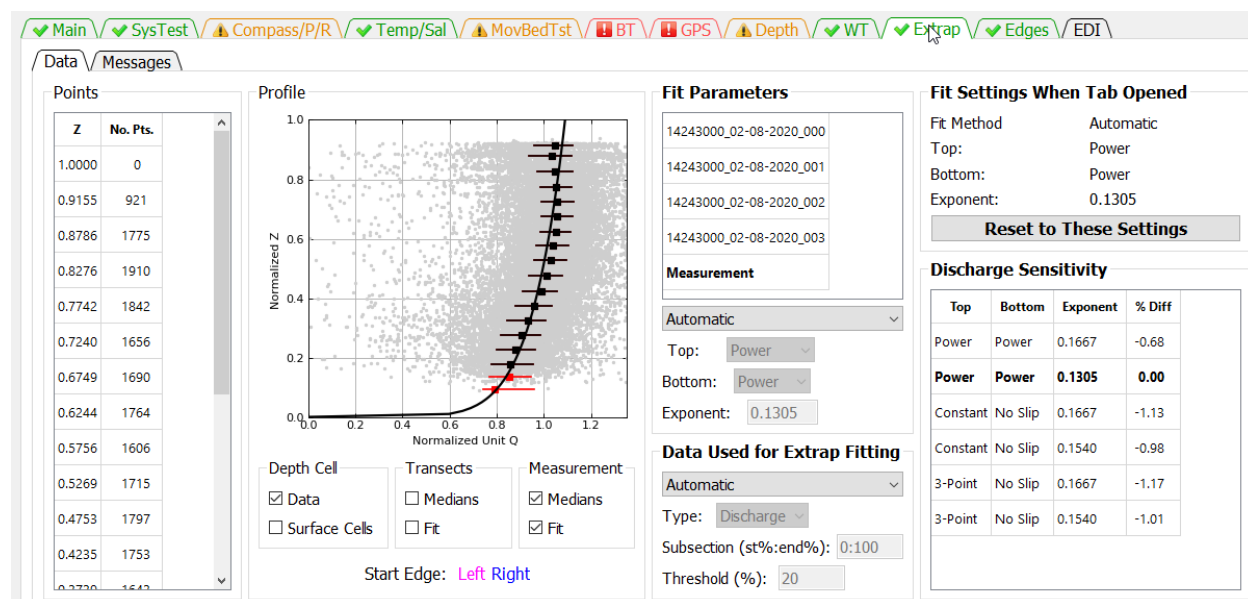 Main SysTest Compass/P/R Temp/Sal MovBedTst BT GPS Depth WT Extrap Edges EDI
Data Messages
Points
Z No. Pts.
1.0000 0
0.9155 921
0.8786 1775
0.8276 1910
0.7742 1842
0.7240 1656
0.6749 1690
0.6244 1764
0.5756 1606
0.5269 1715
0.4753 1797
0.4235 1753
Profile
1.0
0.8
0.6
0.4
0.2
0.0
Normalized Z
0.0 0.2 0.4 0.6 0.8 1.0 1.2
Normalized Unit Q
Depth Cell
Data
Surface Cells
Transects
Medians
Fit
Measurement
Medians
Fit
Start Edge: Left Right
Fit Parameters
14243000_02-08-2020_000
14243000_02-08-2020_001
14243000_02-08-2020_002
14243000_02-08-2020_003
Measurement
Automatic
Top: Power
Bottom: Power
Exponent: 0.1305
Data Used for Extrap Fitting
Automatic
Type: Discharge
Subsection (st%:end%): 0:100
Threshold (%): 20
Fit Settings When Tab Opened
Fit Method Automatic
Top: Power
Bottom: Power
Exponent: 0.1305
Reset to These Settings
Discharge Sensitivity
Top Bottom Exponent % Diff
Power Power 0.1667 -0.68
Power Power 0.1305 0.00
Constant No Slip 0.1667 -1.13
Constant No Slip 0.1540 -0.98
3-Point No Slip 0.1667 -1.17
3-Point No Slip 0.1540 -1.01